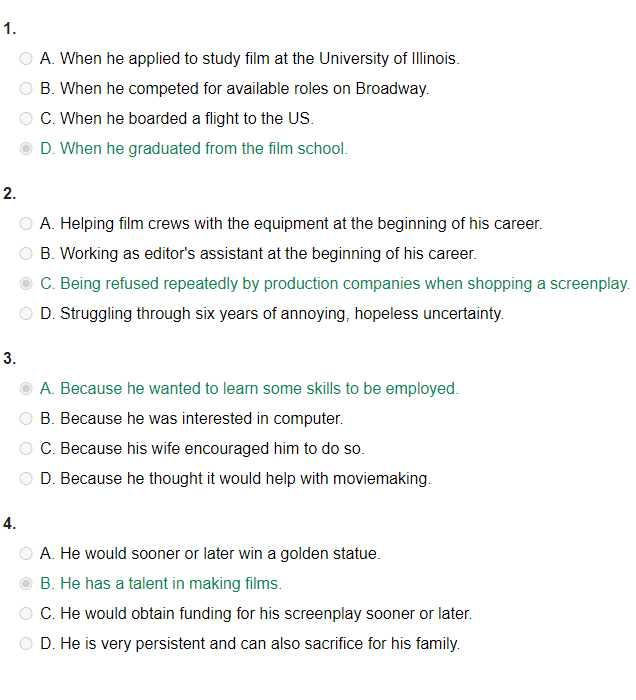 1.
A. When he applied to study film at the University of Illinois.
B. When he competed for available roles on Broadway.
C. When he boarded a flight to the US.
D. When he graduated from the film school.
2.
A. Helping film crews with the equipment at the beginning of his career.
B. Working as editor's assistant at the beginning of his career.
C. Being refused repeatedly by production companies when shopping a screenplay.
D. Struggling through six years of annoying, hopeless uncertainty.
3.
A. Because he wanted to learn some skills to be employed.
B. Because he was interested in computer.
C. Because his wife encouraged him to do so.
D. Because he thought it would help with moviemaking.
4.
A. He would sooner or later win a golden statue.
B. He has a talent in making films.
C. He would obtain funding for his screenplay sooner or later.
D. He is very persistent and can also sacrifice for his family.